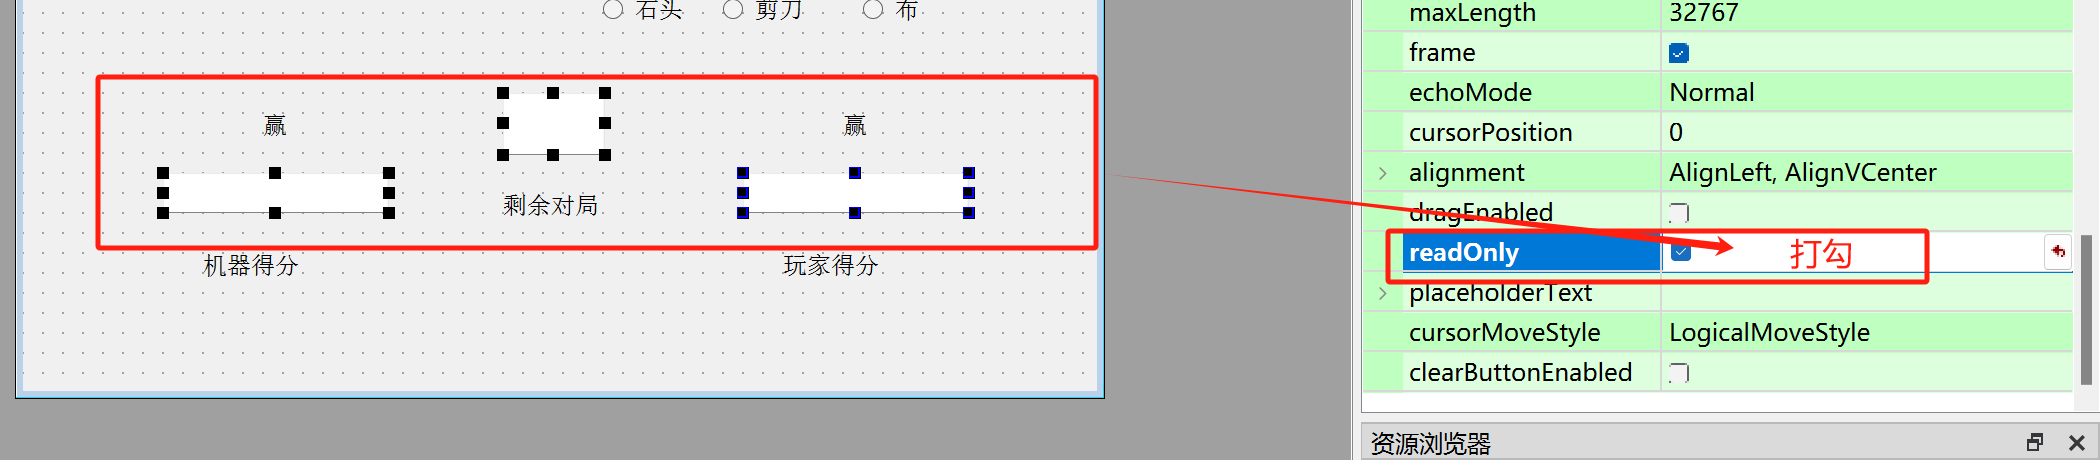 石头 剪刀 布
赢 赢
剩余对局
机器得分 玩家得分
maxLength 32767
frame
echoMode Normal
cursorPosition 0
alignment AlignLeft, AlignVCenter
dragEnabled
readOnly 打勾
placeholderText
cursorMoveStyle LogicalMoveStyle
clearButtonEnabled
资源浏览器